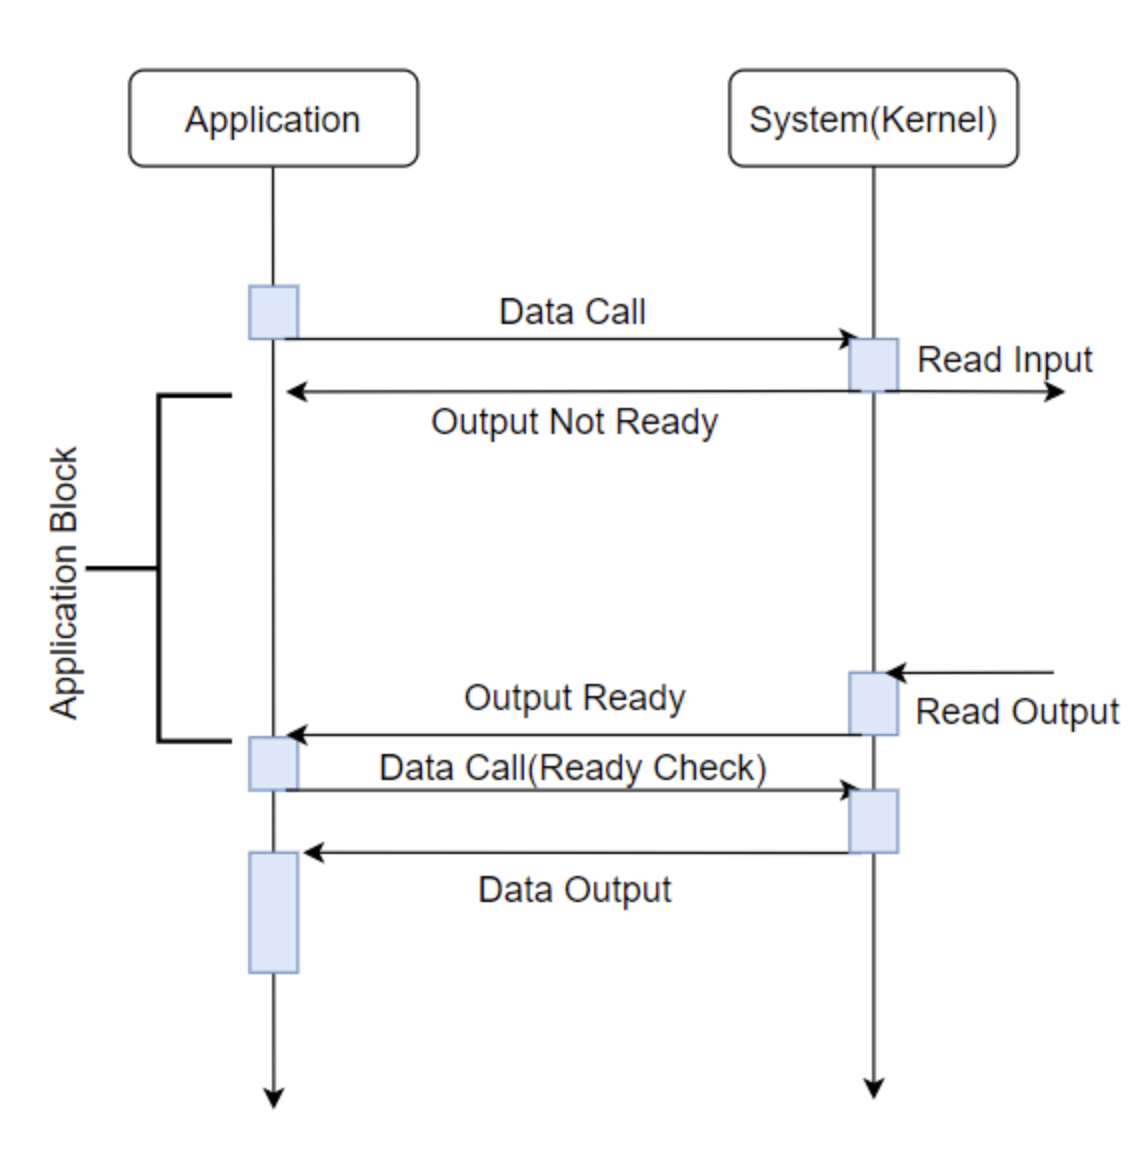 Application
System(Kernel)
Data Call
Read Input
Output Not Ready
Application Block
Output Ready
Read Output
Data Call(Ready Check)
Data Output